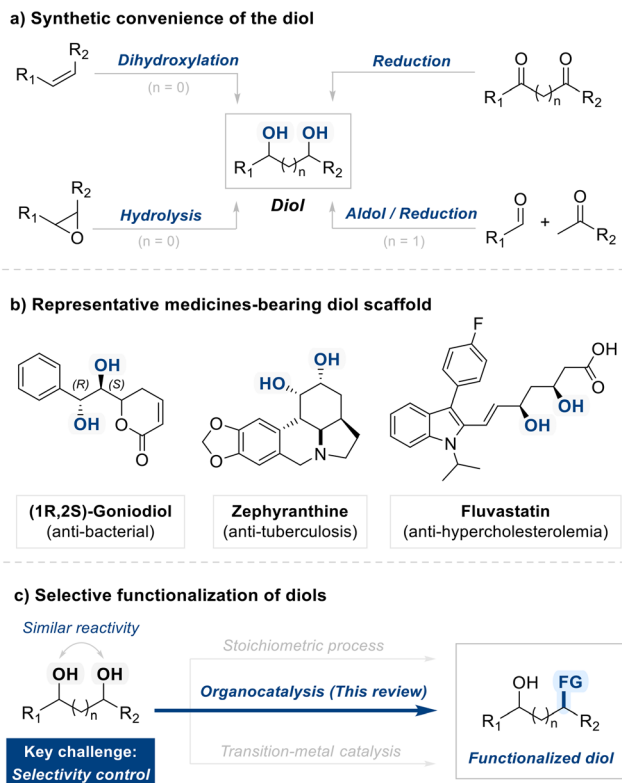 a) Synthetic convenience of the diol
R2
R1
Dihydroxylation
(n = 0)
Reduction
O O
R1 ( )n R2
OH OH
R1 ( )n R2
Diol
R2
R1
O
Hydrolysis
(n = 0)
Aldol / Reduction
(n = 1)
O
R1
+
O
R2
b) Representative medicines-bearing diol scaffold
OH
(R) (S)
OH
O
O
OH
HO
O
O
N
F
OH
O
OH
OH
N
(1R,2S)-Goniodiol
(anti-bacterial)
Zephyranthine
(anti-tuberculosis)
Fluvastatin
(anti-hypercholesterolemia)
c) Selective functionalization of diols
Similar reactivity
OH OH
R1 ( )n R2
Key challenge:
Selectivity control
Stoichiometric process
Organocatalysis (This review)
Transition-metal catalysis
OH FG
R1 ( )n R2
Functionalized diol